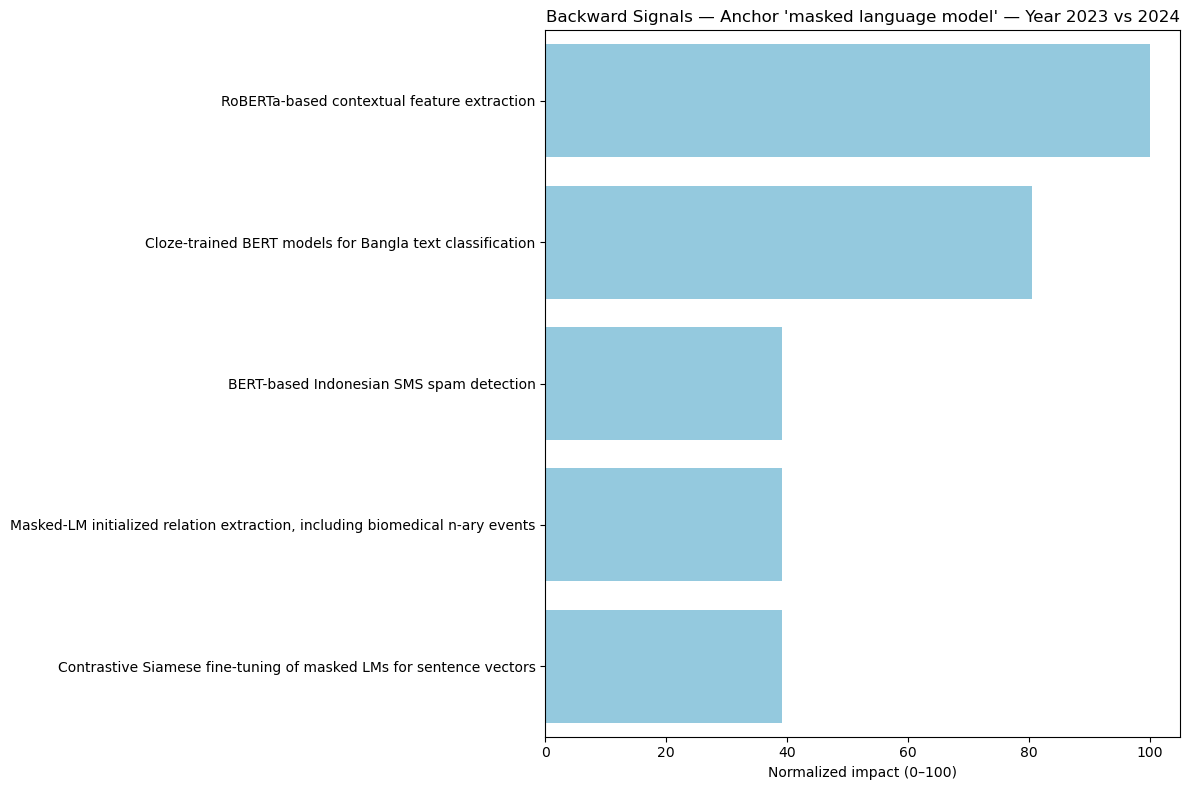 Backward Signals — Anchor 'masked language model' — Year 2023 vs 2024
RoBERTa-based contextual feature extraction
Cloze-trained BERT models for Bangla text classification
BERT-based Indonesian SMS spam detection
Masked-LM initialized relation extraction, including biomedical n-ary events
Contrastive Siamese fine-tuning of masked LMs for sentence vectors
0 20 40 60 80 100
Normalized impact (0–100)